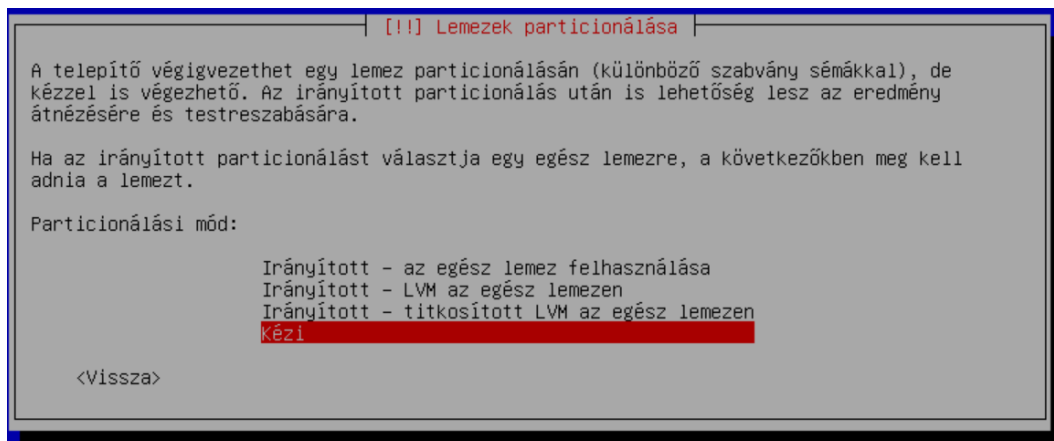 [!!] Lemezek particionálása
A telepítő végigvezethet egy lemez particionálásán (különböző szabvány sémákkal), de
kézzel is végezhető. Az irányított particionálás után is lehetőség lesz az eredmény
átnézésére és testreszabására.
Ha az irányított particionálást választja egy egész lemezre, a következőkben meg kell
adnia a lemezt.
Particionálási mód:
Irányított – az egész lemez felhasználása
Irányított – LVM az egész lemezen
Irányított – titkosított LVM az egész lemezen
Kézi
<Vissza>